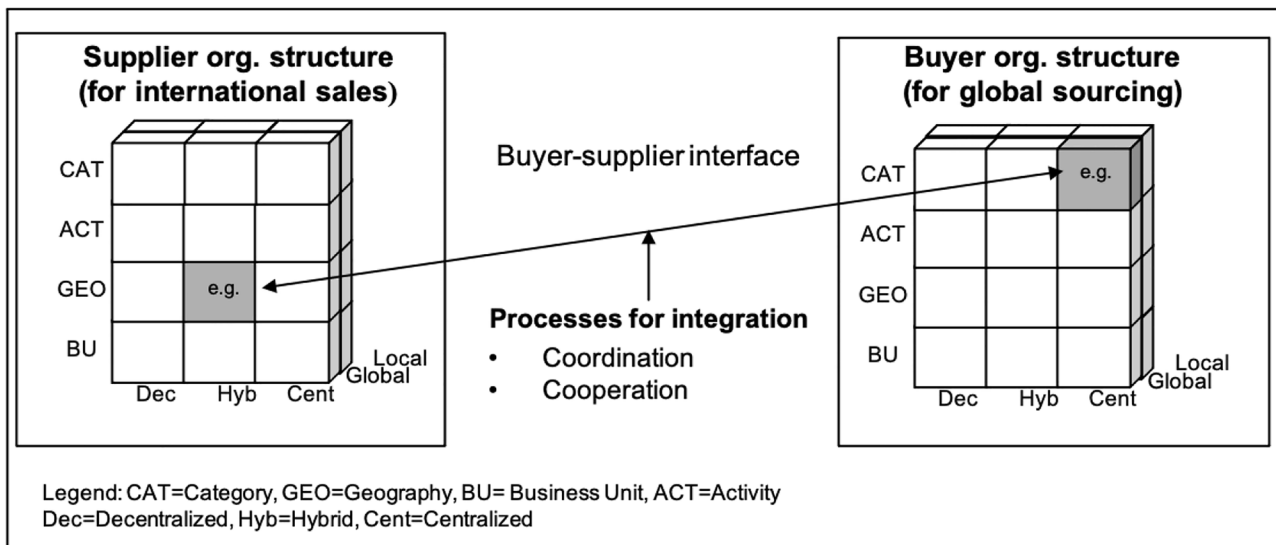 Supplier org. structure
(for international sales)
CAT
ACT
GEO
BU
e.g.
Dec Hyb Cent
Global
Local
Buyer-supplier interface
Processes for integration
• Coordination
• Cooperation
Buyer org. structure
(for global sourcing)
CAT
ACT
GEO
BU
e.g.
Dec Hyb Cent
Global
Local
Legend: CAT=Category, GEO=Geography, BU= Business Unit, ACT=Activity
Dec=Decentralized, Hyb=Hybrid, Cent=Centralized